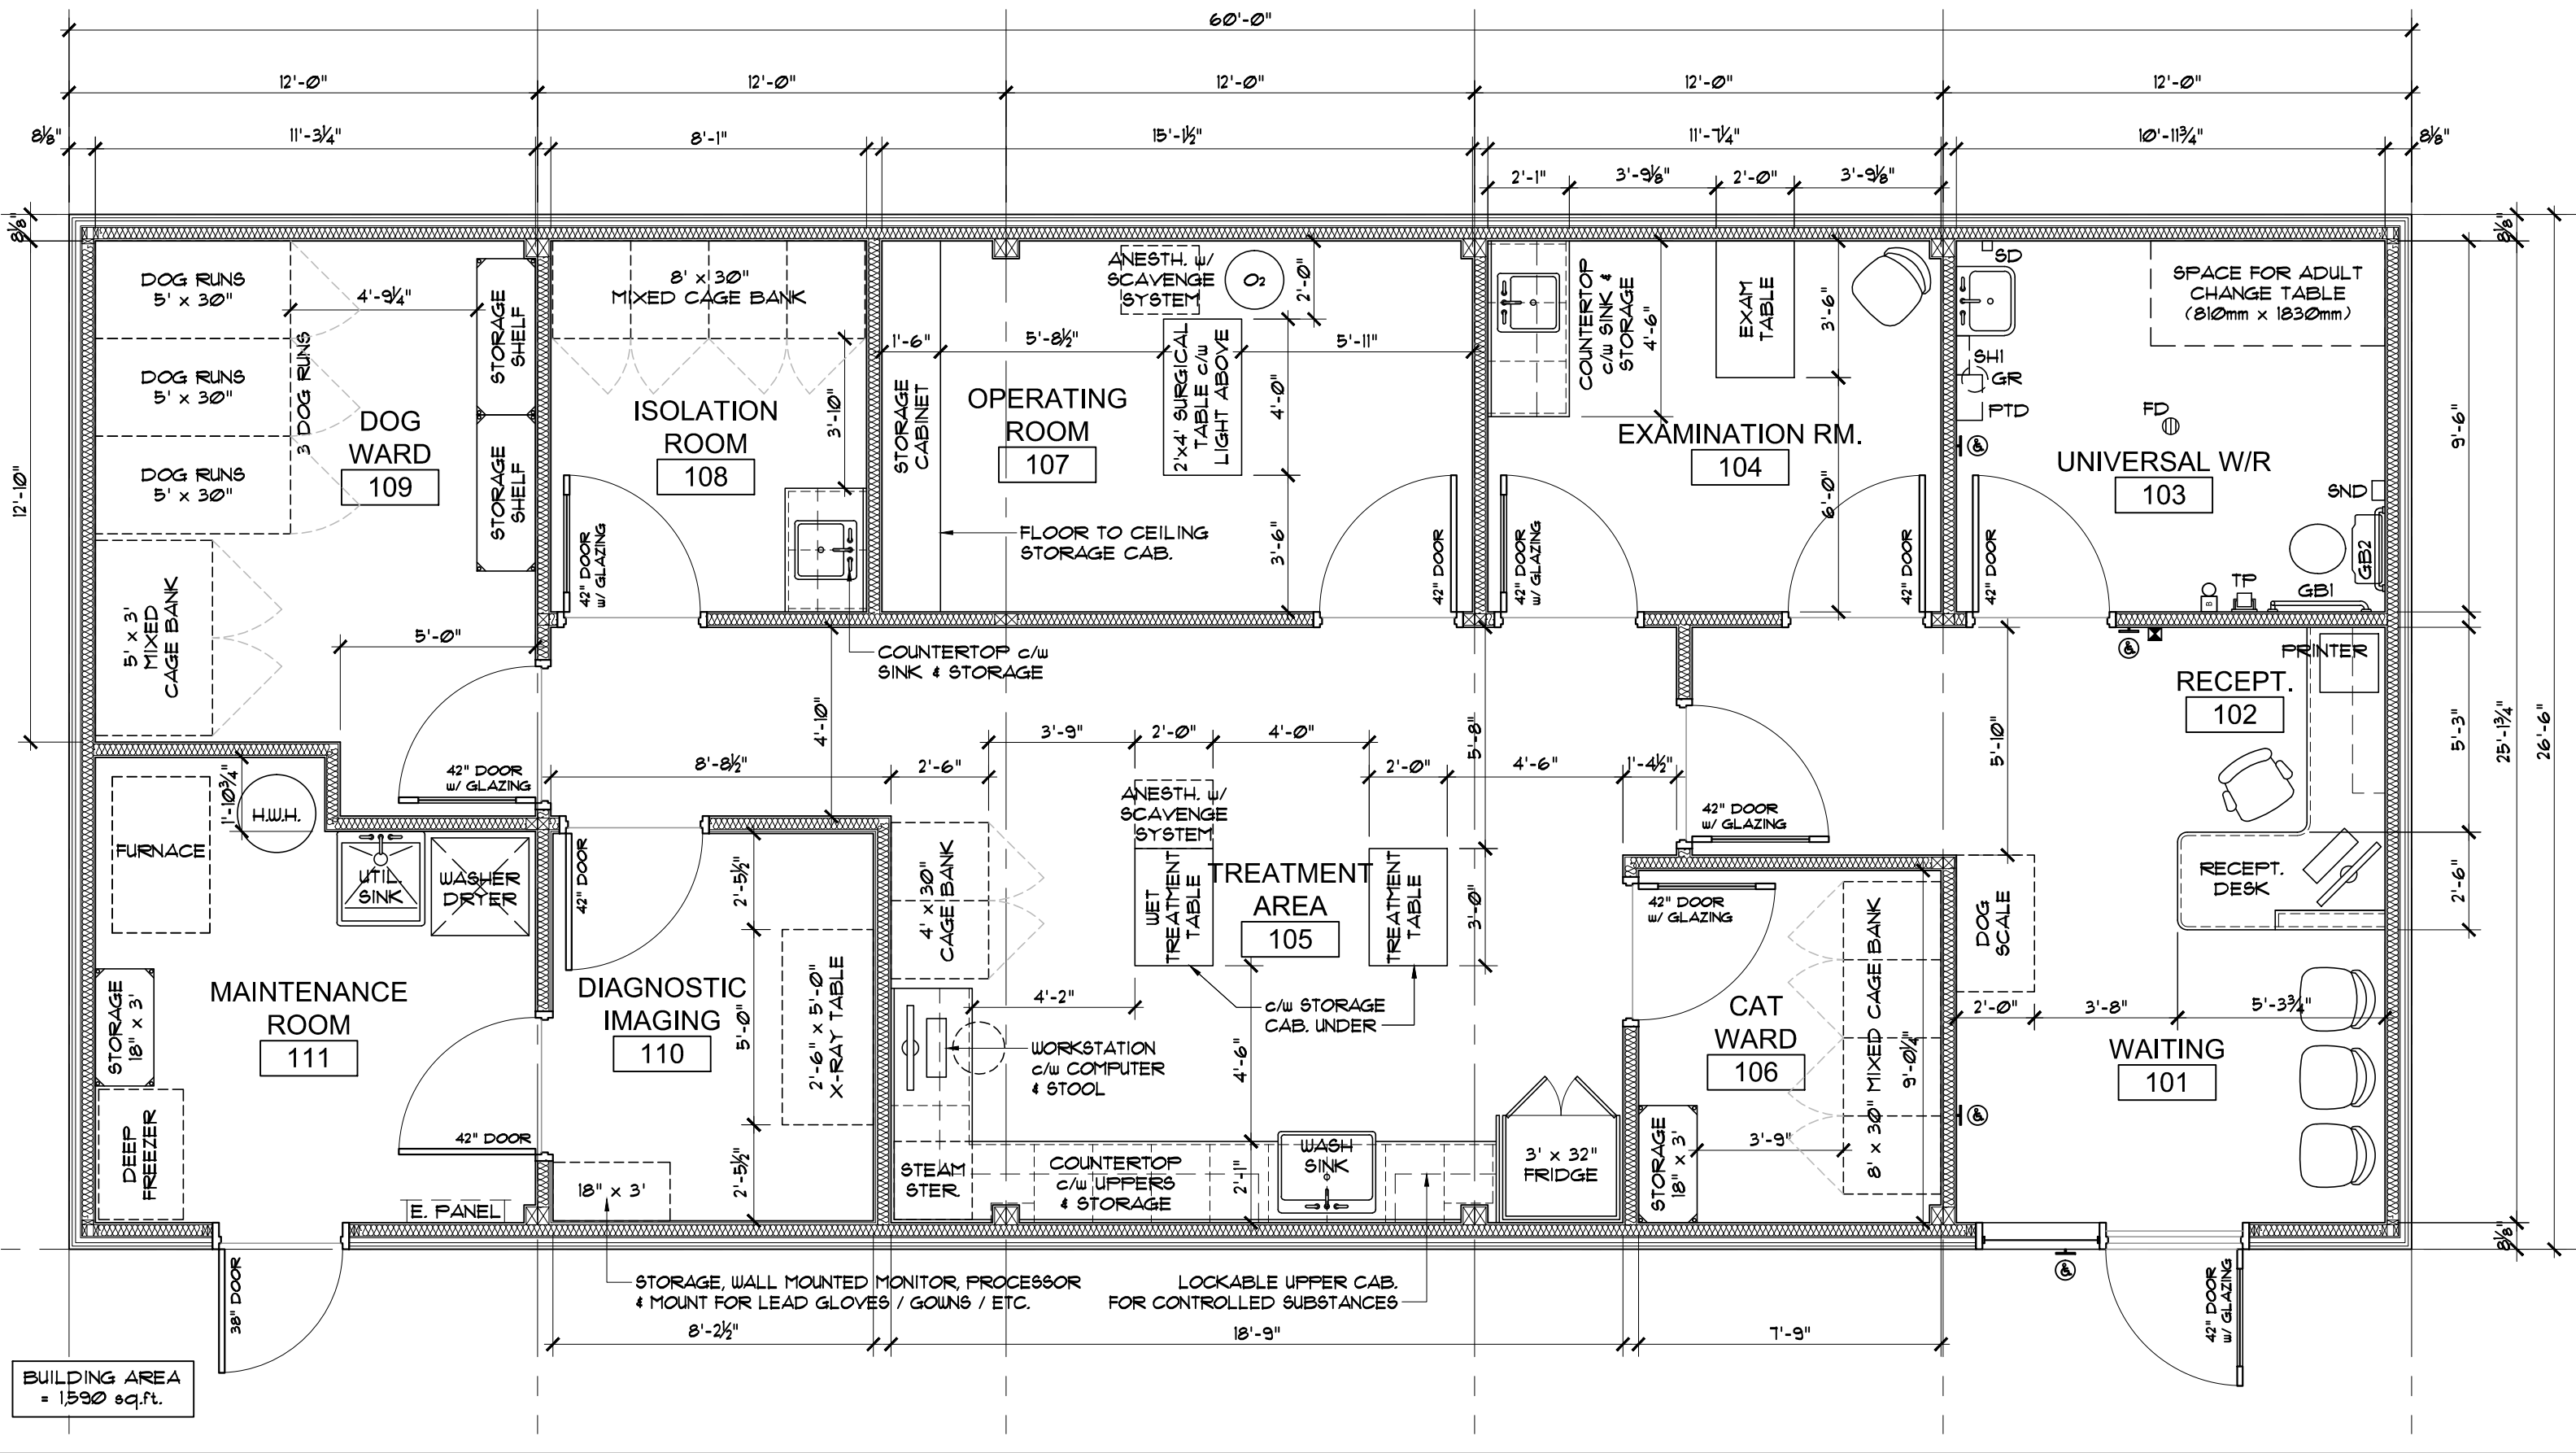 60'-0"
12'-0"
12'-0"
12'-0"
12'-0"
12'-0"
8⅛"
11'-3¼"
8'-1"
15'-1½"
11'-7¼"
10'-11¾"
8⅛"
2'-1"
3'-9⅛"
2'-0"
3'-9⅛"
8⅛"
12'-10"
DOG RUNS
5' x 30"
DOG RUNS
5' x 30"
DOG RUNS
5' x 30"
3 DOG RUNS
4'-9¼"
STORAGE
SHELF
STORAGE
SHELF
DOG
WARD
109
5' x 3'
MIXED
CAGE BANK
5'-0"
42" DOOR
w/ GLAZING
8' x 30"
MIXED CAGE BANK
ISOLATION
ROOM
108
3'-10"
42" DOOR
w/ GLAZING
COUNTERTOP c/w
SINK & STORAGE
1'-6"
5'-8½"
5'-11"
STORAGE
CABINET
OPERATING
ROOM
107
ANESTH. w/
SCAVENGE
SYSTEM
O2
2'-0"
2'x4' SURGICAL
TABLE c/w
LIGHT ABOVE
4'-0"
3'-6"
FLOOR TO CEILING
STORAGE CAB.
42" DOOR
COUNTERTOP
c/w SINK &
STORAGE
4'-6"
EXAM
TABLE
3'-6"
6'-0"
EXAMINATION RM.
104
42" DOOR
w/ GLAZING
42" DOOR
SD
SH1
GR
PTD
SPACE FOR ADULT
CHANGE TABLE
(810mm x 1830mm)
FD
UNIVERSAL W/R
103
SND
GB2
GB1
TP
42" DOOR
8⅛"
9'-6"
5'-3"
2'-6"
25'-1¾"
26'-6"
8⅛"
PRINTER
RECEPT.
102
RECEPT.
DESK
5'-10"
DOG
SCALE
2'-0"
3'-8"
5'-3¾"
WAITING
101
42" DOOR
w/ GLAZING
42" DOOR
w/ GLAZING
4'-10"
8'-8½"
2'-6"
3'-9"
2'-0"
4'-0"
2'-0"
5'-8"
4'-6"
1'-4½"
ANESTH. w/
SCAVENGE
SYSTEM
WET
TREATMENT
TABLE
TREATMENT
AREA
105
TREATMENT
TABLE
3'-0"
4' x 30"
CAGE BANK
4'-2"
c/w STORAGE
CAB. UNDER
WORKSTATION
c/w COMPUTER
& STOOL
4'-6"
2'-1"
STEAM
STER.
COUNTERTOP
c/w UPPERS
& STORAGE
WASH
SINK
3' x 32"
FRIDGE
42" DOOR
w/ GLAZING
CAT
WARD
106
8' x 30" MIXED CAGE BANK
9'-0¼"
3'-9"
STORAGE
18" x 3'
FURNACE
1'-10¾"
H.W.H.
UTIL.
SINK
WASHER
DRYER
MAINTENANCE
ROOM
111
STORAGE
18" x 3'
DEEP
FREEZER
42" DOOR
E. PANEL
38" DOOR
42" DOOR
DIAGNOSTIC
IMAGING
110
2'-5½"
5'-0"
2'-5½"
2'-6" x 5'-0"
X-RAY TABLE
18" x 3'
STORAGE, WALL MOUNTED MONITOR, PROCESSOR
& MOUNT FOR LEAD GLOVES / GOWNS / ETC.
LOCKABLE UPPER CAB.
FOR CONTROLLED SUBSTANCES
8'-2½"
18'-9"
7'-9"
BUILDING AREA
= 1,590 sq.ft.